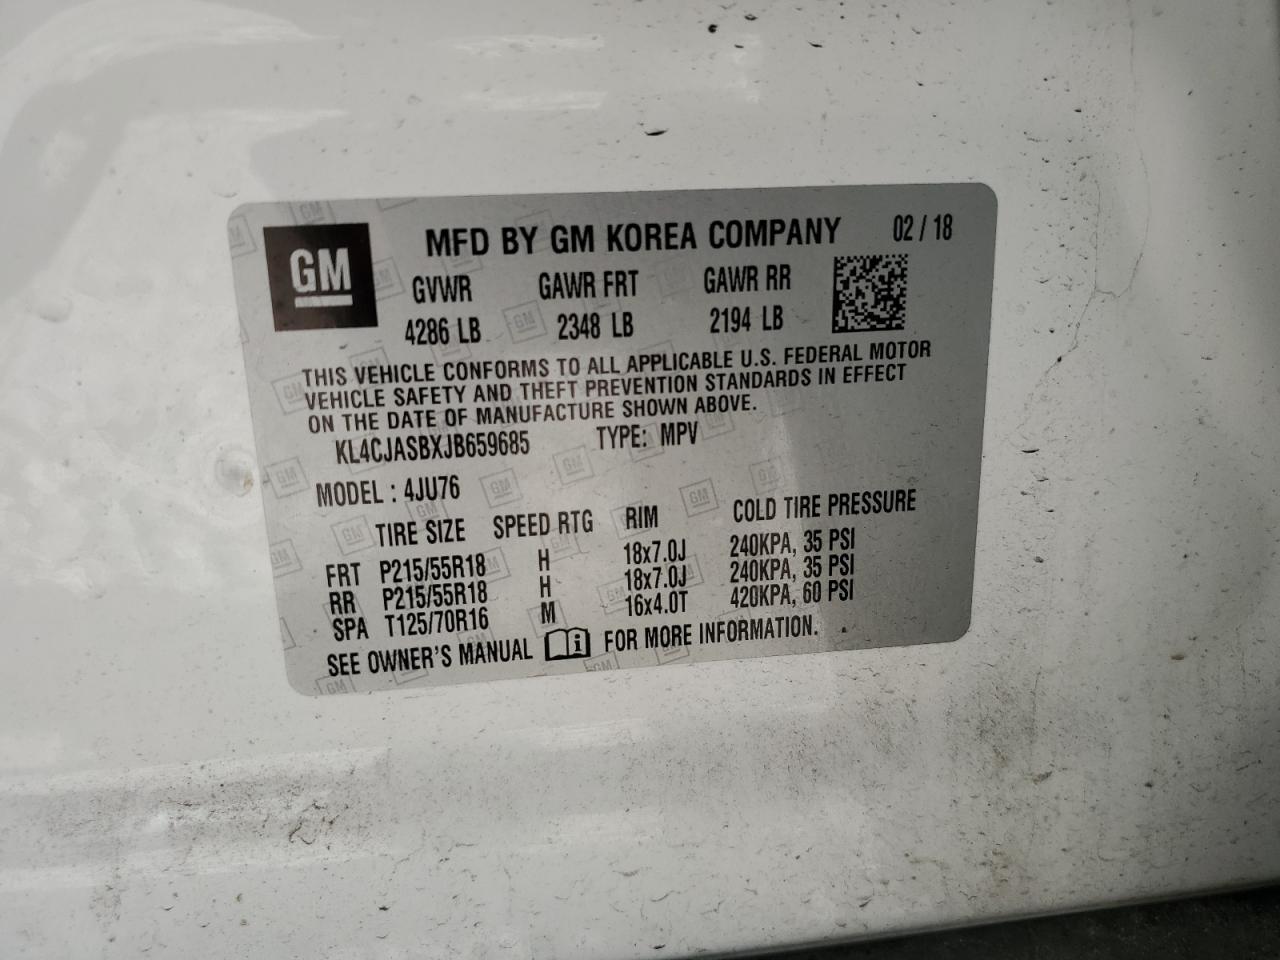 GM
MFD BY GM KOREA COMPANY 02 / 18
GVWR GAWR FRT GAWR RR
4286 LB 2348 LB 2194 LB
THIS VEHICLE CONFORMS TO ALL APPLICABLE U.S. FEDERAL MOTOR
VEHICLE SAFETY AND THEFT PREVENTION STANDARDS IN EFFECT
ON THE DATE OF MANUFACTURE SHOWN ABOVE.
KL4CJASBXJB659685 TYPE: MPV
MODEL : 4JU76
TIRE SIZE SPEED RTG RIM COLD TIRE PRESSURE
FRT P215/55R18 H 18x7.0J 240KPA, 35 PSI
RR P215/55R18 H 18x7.0J 240KPA, 35 PSI
SPA T125/70R16 M 16x4.0T 420KPA, 60 PSI
SEE OWNER'S MANUAL i FOR MORE INFORMATION.